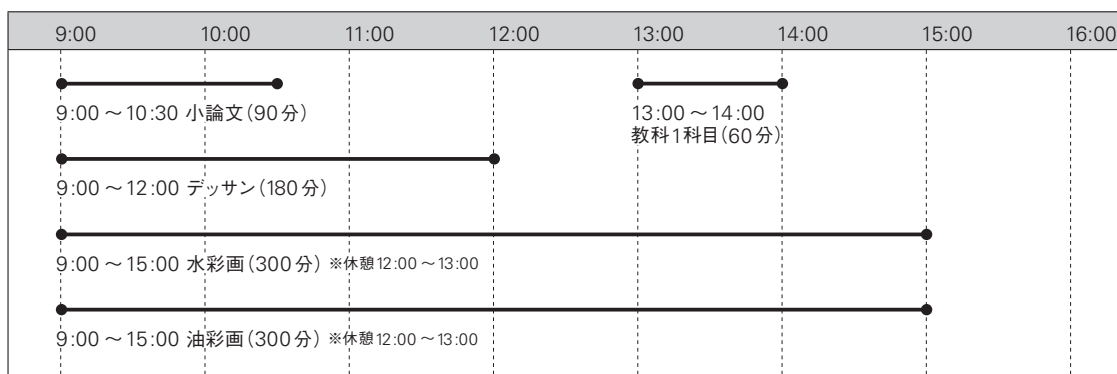 9:00 10:00 11:00 12:00 13:00 14:00 15:00 16:00
9:00～10:30 小論文（90分）
13:00～14:00
教科1科目（60分）
9:00～12:00 デッサン（180分）
9:00～15:00 水彩画（300分）※休憩12:00～13:00
9:00～15:00 油彩画（300分）※休憩12:00～13:00